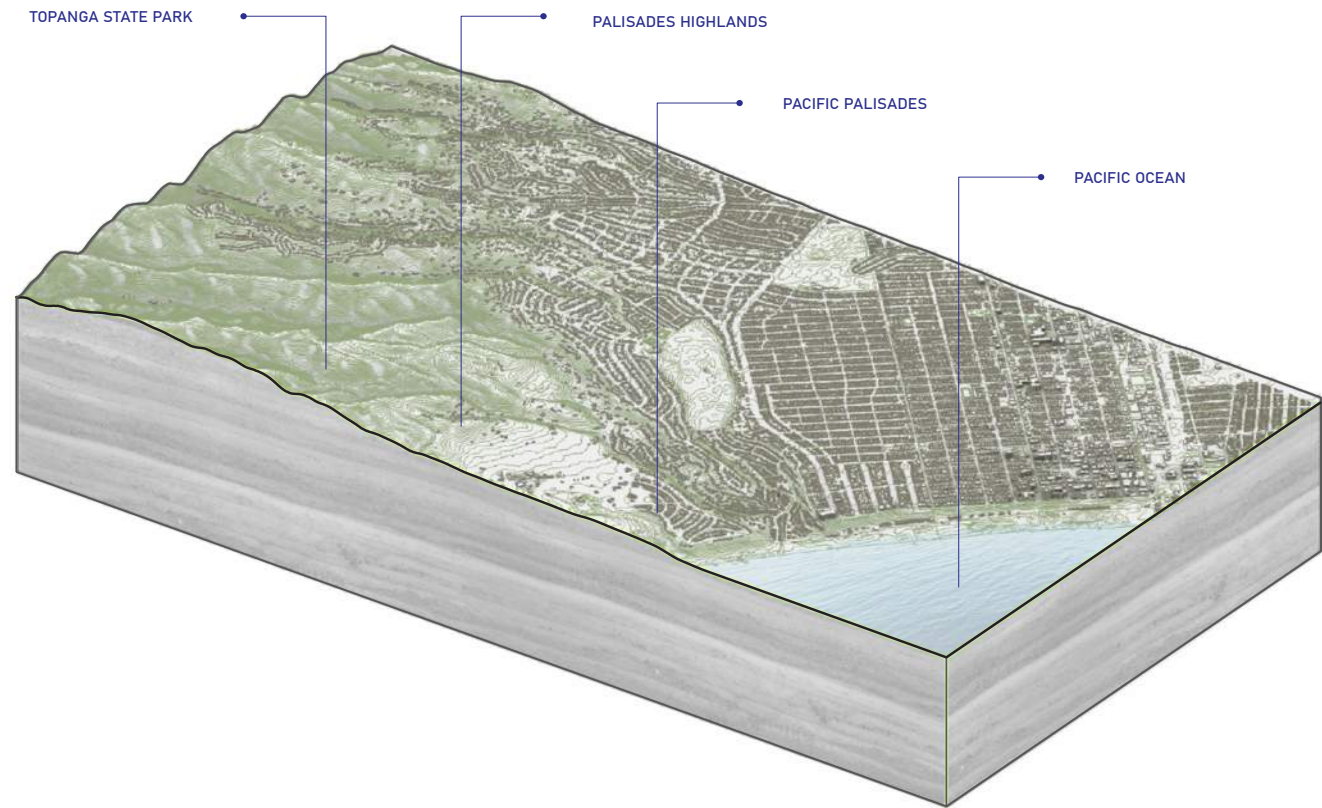 TOPANGA STATE PARK
PALISADES HIGHLANDS
PACIFIC PALISADES
PACIFIC OCEAN